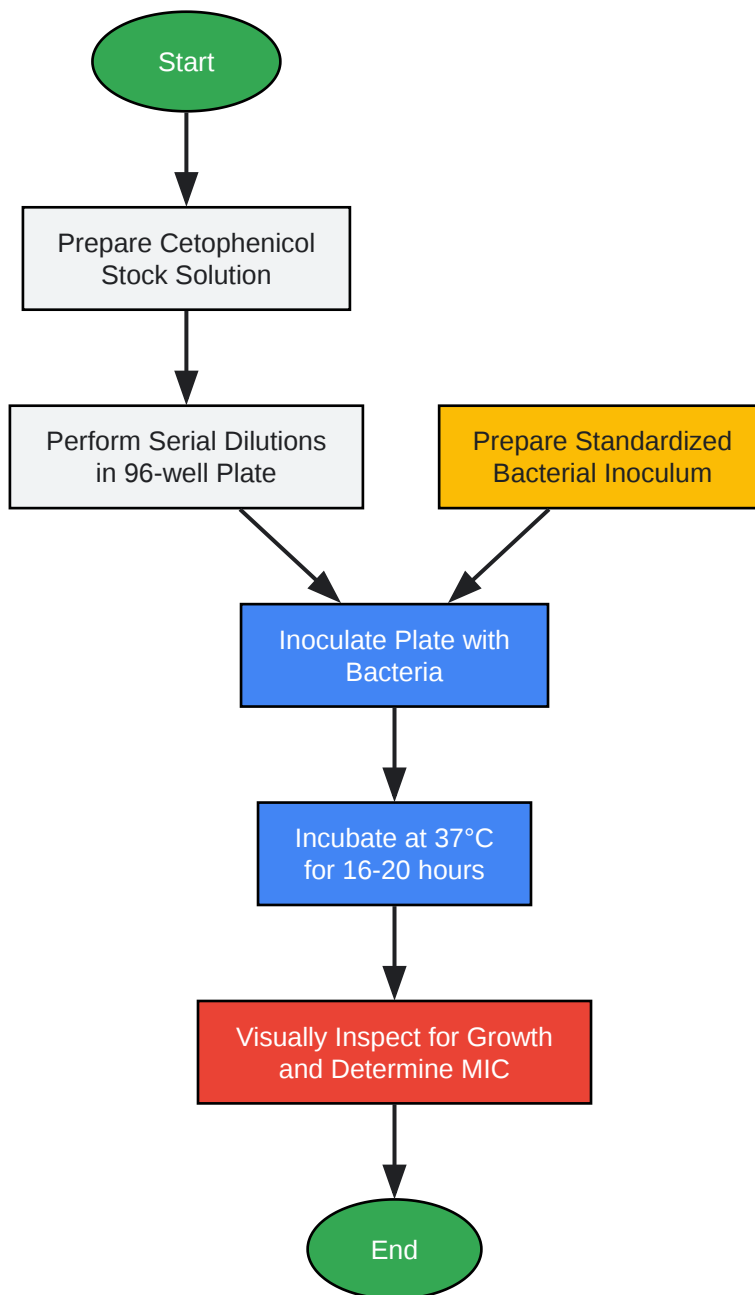 Start
Prepare Cetophenicol
Stock Solution
Perform Serial Dilutions
in 96-well Plate
Prepare Standardized
Bacterial Inoculum
Inoculate Plate with
Bacteria
Incubate at 37°C
for 16-20 hours
Visually Inspect for Growth
and Determine MIC
End